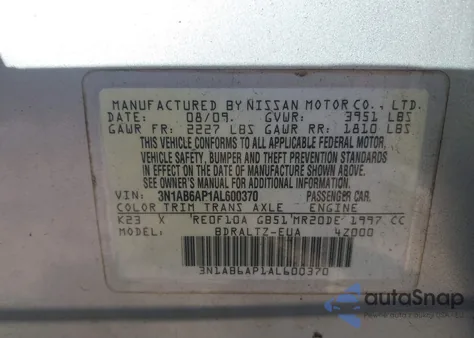 MANUFACTURED BY NISSAN MOTOR CO., LTD.
DATE: 08/09. GVWR: 3951 LBS
GAWR FR: 2227 LBS GAWR RR: 1810 LBS
THIS VEHICLE CONFORMS TO ALL APPLICABLE FEDERAL MOTOR
VEHICLE SAFETY, BUMPER AND THEFT PREVENTION STANDARDS
IN EFFECT ON THE DATE OF MANUFACTURE SHOWN ABOVE.
SEE MANUAL FOR ADDITIONAL INFORMATION.
VIN: 3N1AB6AP1AL600370 PASSENGER CAR.
COLOR TRIM TRANS AXLE ENGINE
K23 X RE0F10A GB51 MR20DE 1997 CC
MODEL: BDRALTZ-EUA 4Z000
3N1AB6AP1AL600370
autaSnap